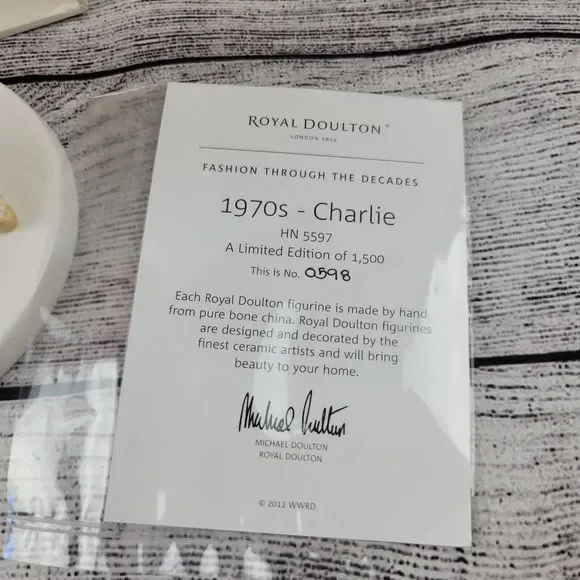 ROYAL DOULTON®
LONDON 1815
FASHION THROUGH THE DECADES
1970s - Charlie
HN 5597
A Limited Edition of 1,500
This is No. 0598
Each Royal Doulton figurine is made by hand
from pure bone china. Royal Doulton figurines
are designed and decorated by the
finest ceramic artists and will bring
beauty to your home.
Michael Doulton
MICHAEL DOULTON
ROYAL DOULTON
© 2012 WWRD